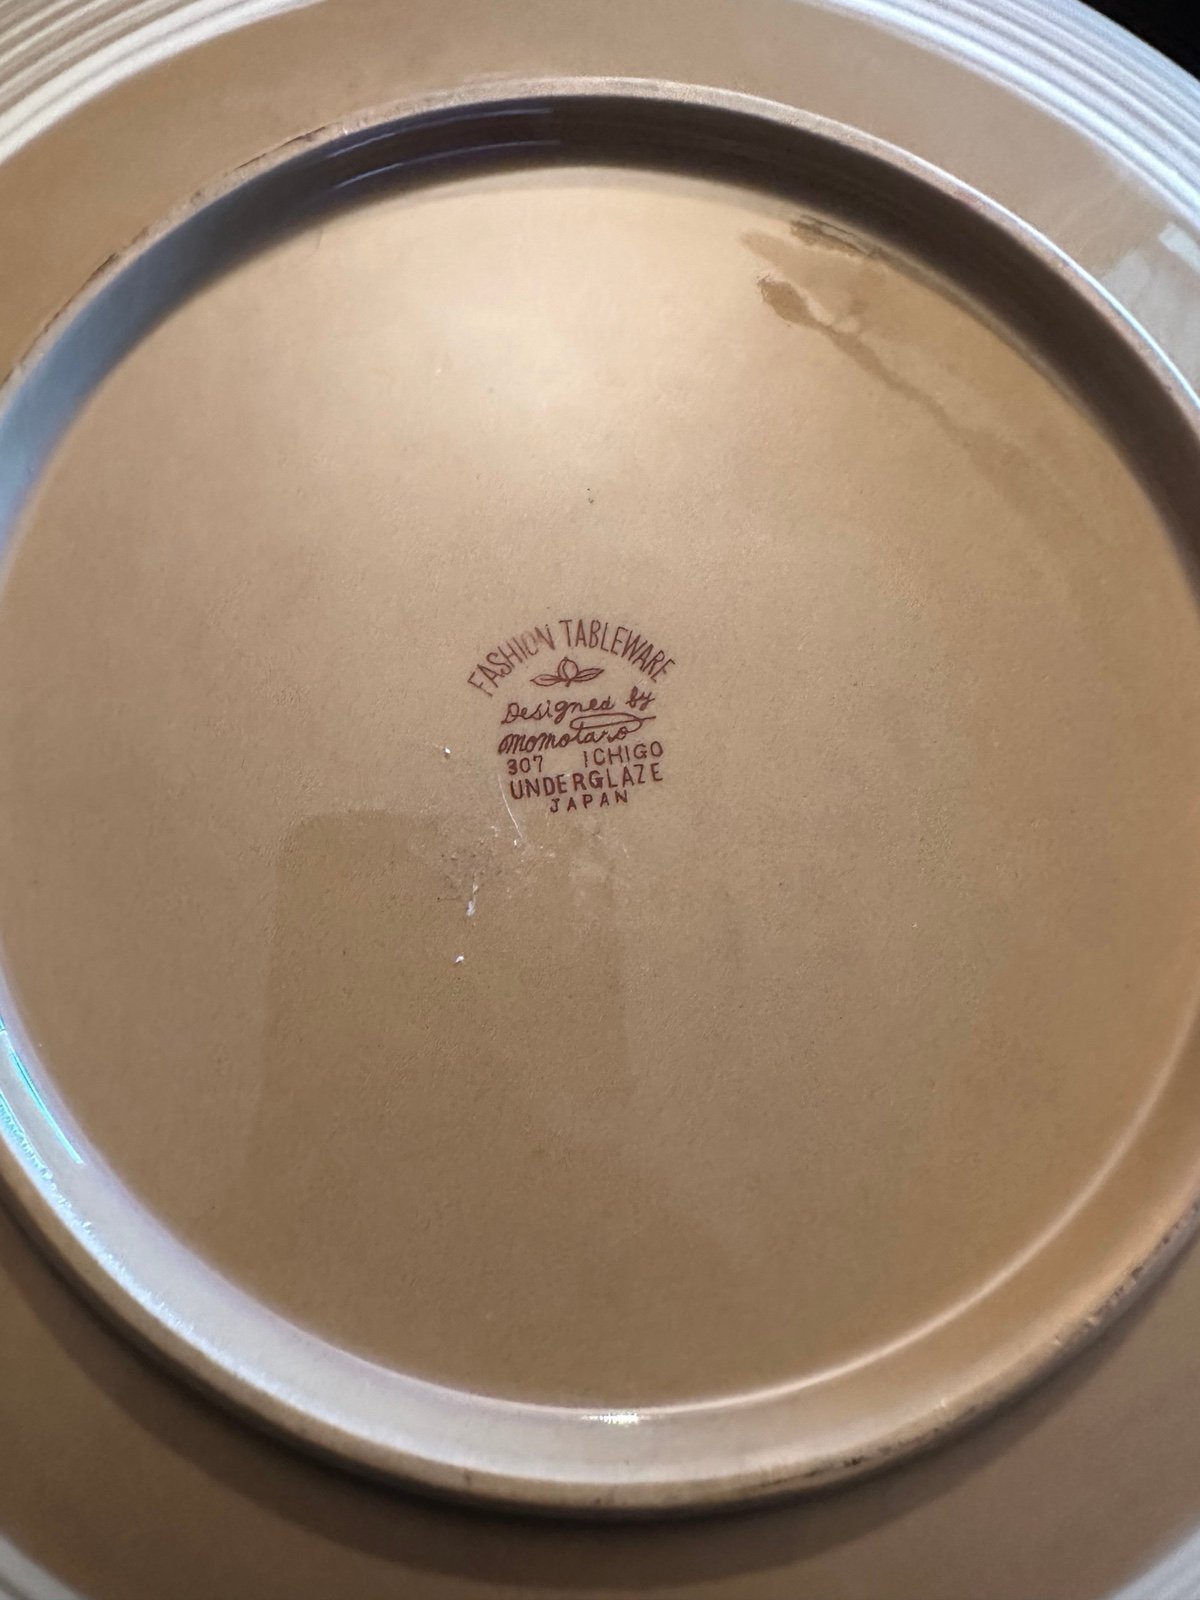 FASHION TABLEWARE
Designed by
momotaro
307 ICHIGO
UNDERGLAZE
JAPAN